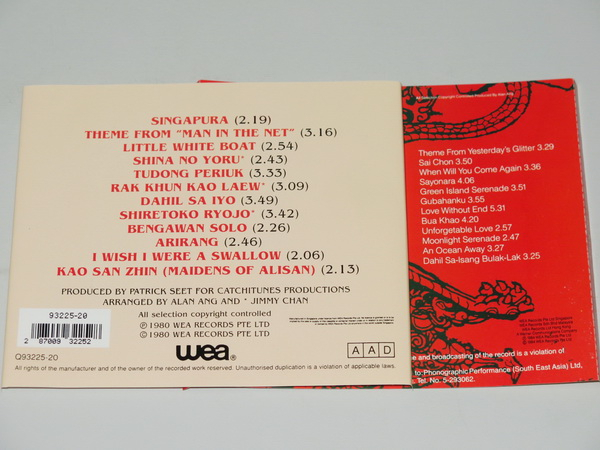 SINGAPURA (2.19)
THEME FROM "MAN IN THE NET" (3.16)
LITTLE WHITE BOAT (2.54)
SHINA NO YORU* (2.43)
TUDONG PERIUK (3.33)
RAK KHUN KAO LAEW* (3.09)
DAHIL SA IYO (3.49)
SHIRETOKO RYOJO* (3.42)
BENGAWAN SOLO (2.26)
ARIRANG (2.46)
I WISH I WERE A SWALLOW (2.06)
KAO SAN ZHIN (MAIDENS OF ALISAN) (2.13)
PRODUCED BY PATRICK SEET FOR CATCHITUNES PRODUCTIONS
ARRANGED BY ALAN ANG AND * JIMMY CHAN
All selection copyright controlled
℗ 1980 WEA RECORDS PTE LTD
© 1980 WEA RECORDS PTE LTD
93225-20
2 87009 32252
wea®
A A D
Q93225-20
All rights of the manufacturer and of the owner of the recorded work reserved. Unauthorised duplication is a violation of applicable laws.
Theme From Yesterday's Glitter 3.29
Sai Chon 3.50
When Will You Come Again 3.36
Sayonara 4.06
Green Island Serenade 3.51
Gubahanku 3.55
Love Without End 5.31
Bua Khao 4.20
Unforgetable Love 2.57
Moonlight Serenade 2.47
An Ocean Away 3.27
Dahil Sa-Isang Bulak-Lak 3.25
e and broadcasting of the record is a violation of
to: Phonographic Performance (South East Asia) Ltd,
Tel. No. 5-293062.